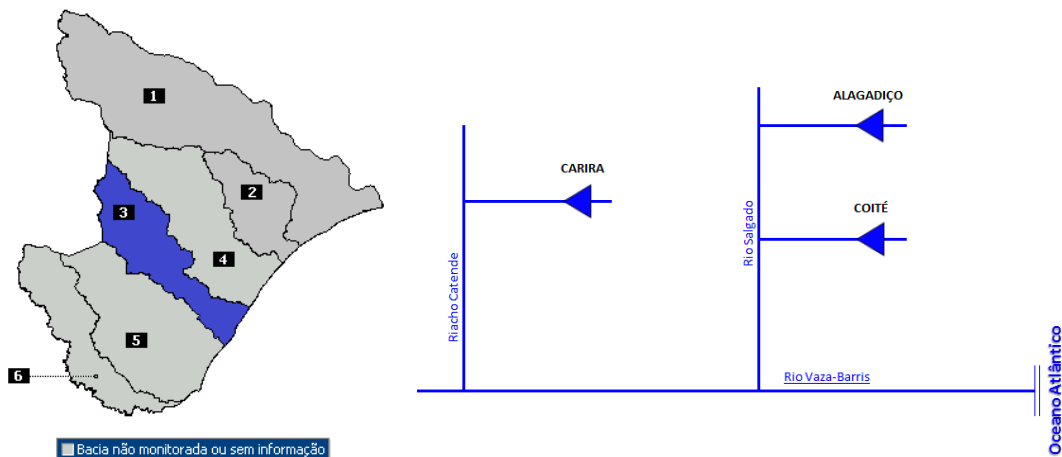 1
2
3
4
5
6
Bacia não monitorada ou sem informação
CARIRA
Riacho Catende
ALAGADIÇO
COITÉ
Rio Salgado
Rio Vaza-Barris
Oceano Atlântico